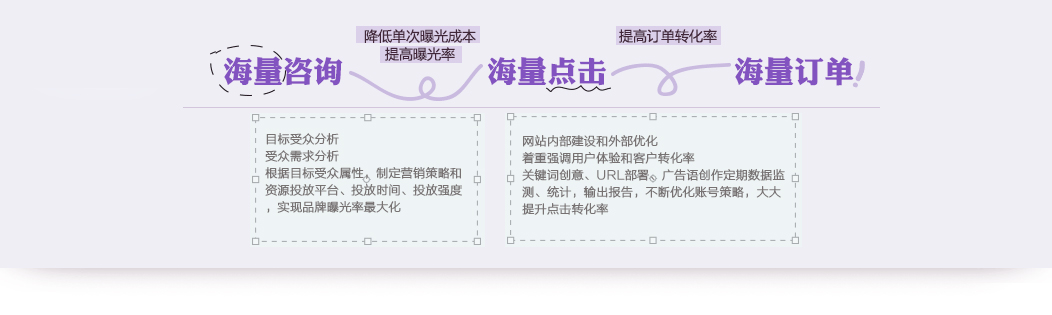 降低单次曝光成本
提高曝光率
提高订单转化率
海量咨询
海量点击
海量订单!
目标受众分析
受众需求分析
根据目标受众属性，制定营销策略和
资源投放平台、投放时间、投放强度
，实现品牌曝光率最大化
网站内部建设和外部优化
着重强调用户体验和客户转化率
关键词创意、URL部署。广告语创作定期数据监
测、统计，输出报告，不断优化账号策略，大大
提升点击转化率